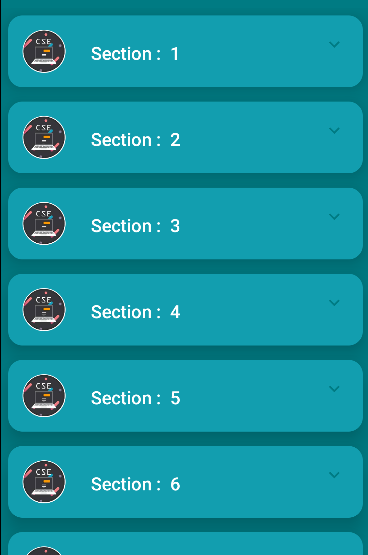 CSE
Section : 1
CSE
Section : 2
CSE
Section : 3
CSE
Section : 4
CSE
Section : 5
CSE
Section : 6